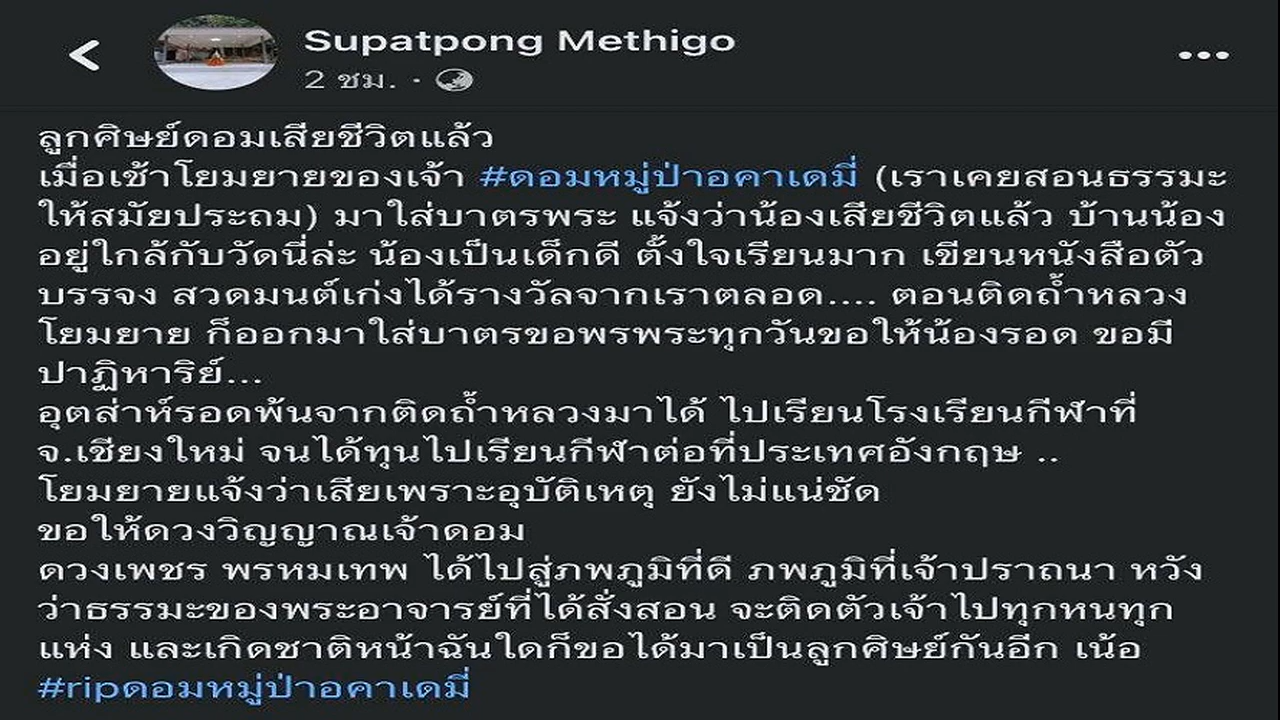 Supatpong Methigo
2 ชม. ·
ลูกศิษย์ดอมเสียชีวิตแล้ว
เมื่อเช้าโยมยายของเจ้า #ดอมหมู่ป่าอคาเดมี่ (เราเคยสอนธรรมะ
ให้สมัยประถม) มาใส่บาตรพระ แจ้งว่าน้องเสียชีวิตแล้ว บ้านน้อง
อยู่ใกล้กับวัดนี่ล่ะ น้องเป็นเด็กดี ตั้งใจเรียนมาก เขียนหนังสือตัว
บรรจง สวดมนต์เก่งได้รางวัลจากเราตลอด.... ตอนติดถ้ำหลวง
โยมยาย ก็ออกมาใส่บาตรขอพรพระทุกวันขอให้น้องรอด ขอมี
ปาฏิหาริย์...
อุตส่าห์รอดพ้นจากติดถ้ำหลวงมาได้ ไปเรียนโรงเรียนกีฬาที่
จ.เชียงใหม่ จนได้ทุนไปเรียนกีฬาต่อที่ประเทศอังกฤษ ..
โยมยายแจ้งว่าเสียเพราะอุบัติเหตุ ยังไม่แน่ชัด
ขอให้ดวงวิญญาณเจ้าดอม
ดวงเพชร พรหมเทพ ได้ไปสู่ภพภูมิที่ดี ภพภูมิที่เจ้าปราถนา หวัง
ว่าธรรมะของพระอาจารย์ที่ได้สั่งสอน จะติดตัวเจ้าไปทุกหนทุก
แห่ง และเกิดชาติหน้าฉันใดก็ขอได้มาเป็นลูกศิษย์กันอีก เน้อ
#ripดอมหมู่ป่าอคาเดมี่